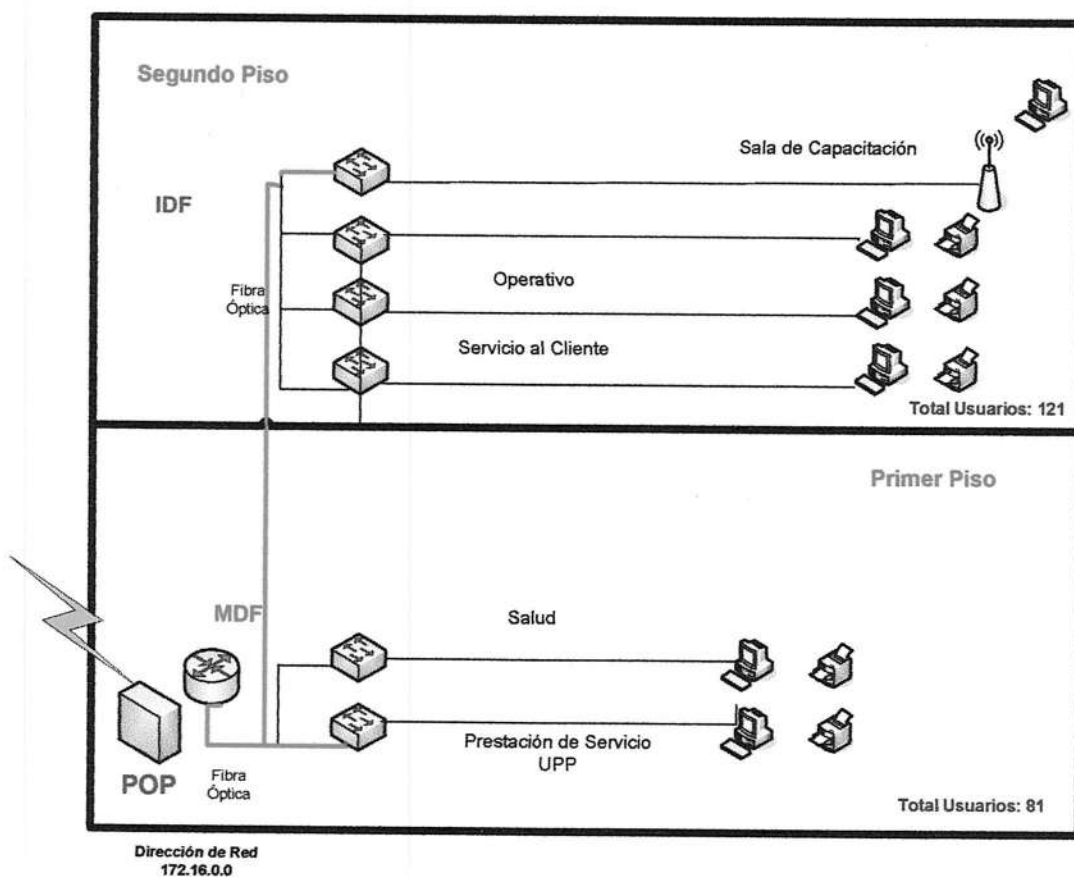 Segundo Piso
Sala de Capacitación
IDF
Operativo
Fibra
Óptica
Servicio al Cliente
Total Usuarios: 121
Primer Piso
MDF
Salud
Prestación de Servicio
UPP
POP
Fibra
Óptica
Total Usuarios: 81
Dirección de Red
172.16.0.0